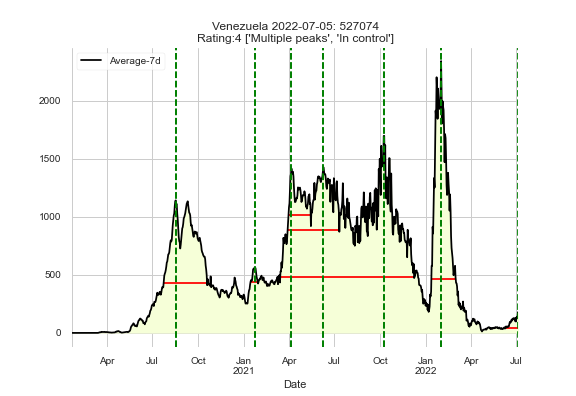 Venezuela 2022-07-05: 527074
Rating:4 ['Multiple peaks', 'In control']
Average-7d
2000
1500
1000
500
0
Apr Jul Oct Jan Apr Jul Oct Jan Apr Jul
2021 2022
Date